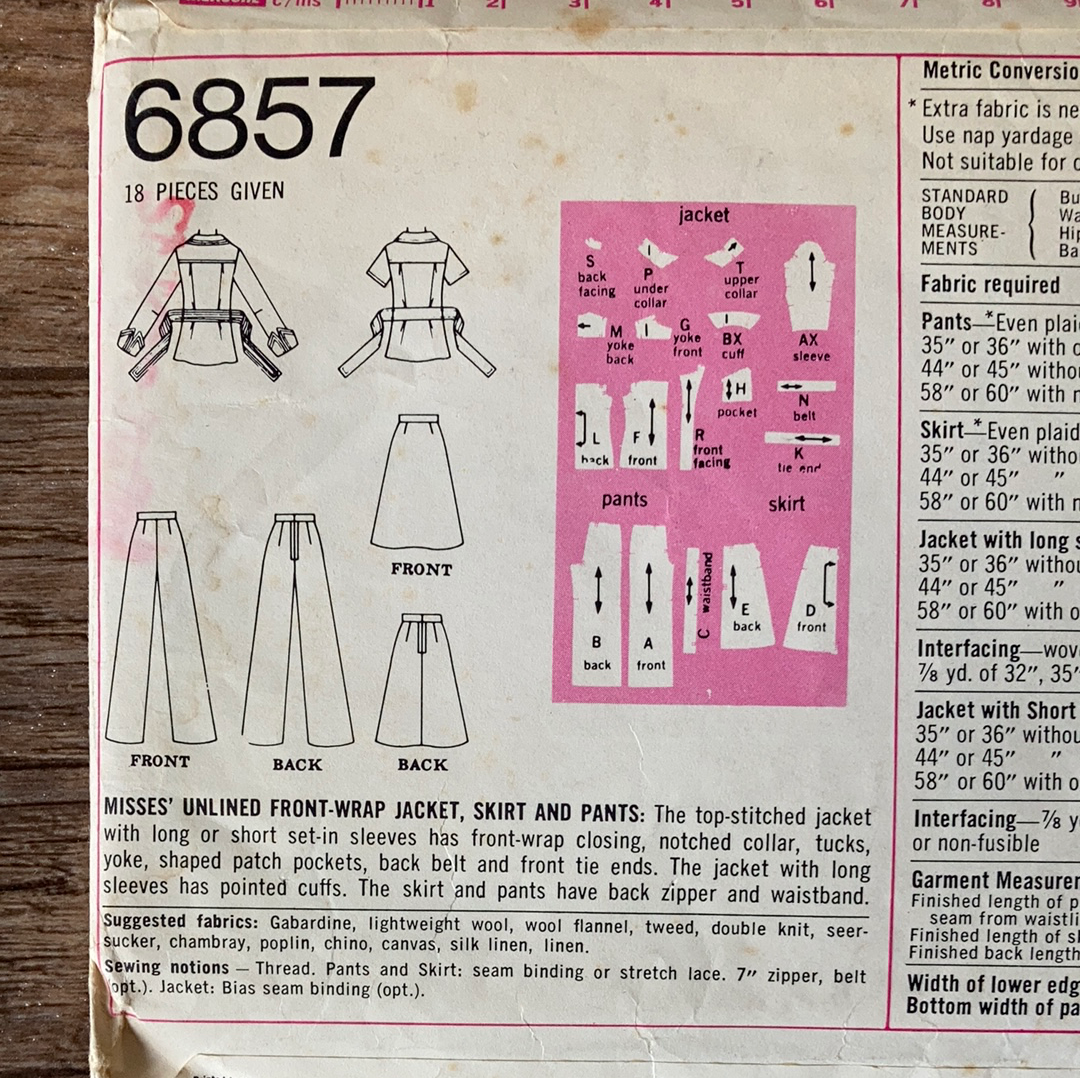 6857
18 PIECES GIVEN
FRONT
FRONT
BACK
BACK
jacket
S
back
facing
P
under
collar
T
upper
collar
AX
sleeve
M
yoke
back
G
yoke
front
BX
cuff
H
pocket
N
belt
L
back
F
front
R
front
facing
K
tie end
pants
skirt
B
back
A
front
C waistband
E
back
D
front
MISSES' UNLINED FRONT-WRAP JACKET, SKIRT AND PANTS: The top-stitched jacket
with long or short set-in sleeves has front-wrap closing, notched collar, tucks,
yoke, shaped patch pockets, back belt and front tie ends. The jacket with long
sleeves has pointed cuffs. The skirt and pants have back zipper and waistband.
Suggested fabrics: Gabardine, lightweight wool, wool flannel, tweed, double knit, seer-
sucker, chambray, poplin, chino, canvas, silk linen, linen.
Sewing notions — Thread. Pants and Skirt: seam binding or stretch lace. 7″ zipper, belt
(opt.). Jacket: Bias seam binding (opt.).
Metric
* Extra fabric is
Use nap yardage
Not suitable for
STANDARD
BODY
MEASURE-
MENTS
Fabric required
Pants—*Even
35″ or 36″ with
44″ or 45″
58″ or 60″ with
Skirt—*Even plaid
35″ or 36″
44″ or 45″ ″
58″ or 60″ with
Jacket with long
35″ or 36″
44″ or 45″ ″
58″ or 60″ with
Interfacing—
⅞ yd. of 32″, 35″
Jacket with Short
35″ or 36″
44″ or 45″ ″
58″ or 60″ with
Interfacing—⅞
or non-fusible
Garment
Finished length of
seam from
Finished length of
Finished back length
Width of lower
Bottom width of